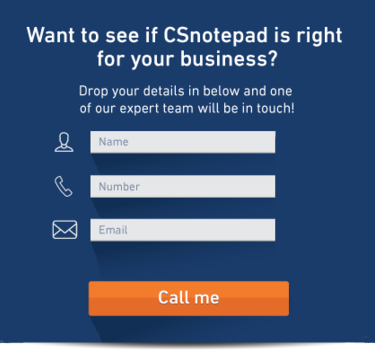 Want to see if CSnotepad is right
for your business?
Drop your details in below and one
of our expert team will be in touch!
Name
Number
Email
Call me